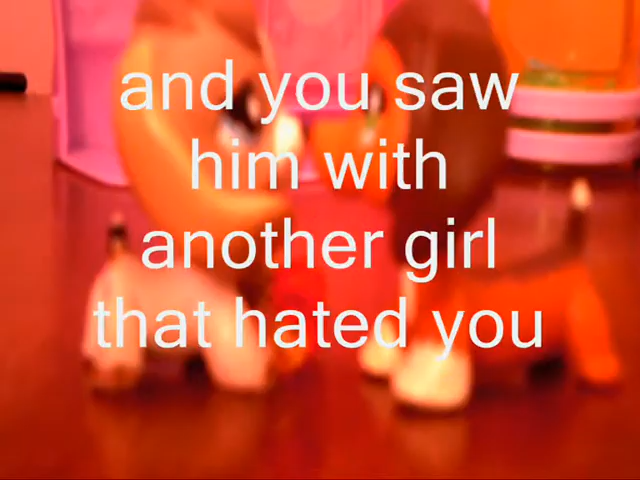 and you saw
him with
another girl
that hated you